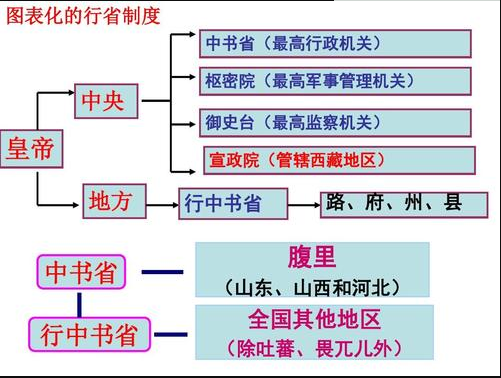 图表化的行省制度
中书省（最高行政机关）
枢密院（最高军事管理机关）
中央
御史台（最高监察机关）
皇帝
宣政院（管辖西藏地区）
地方
行中书省
路、府、州、县
中书省
腹里
（山东、山西和河北）
行中书省
全国其他地区
（除吐蕃、畏兀儿外）